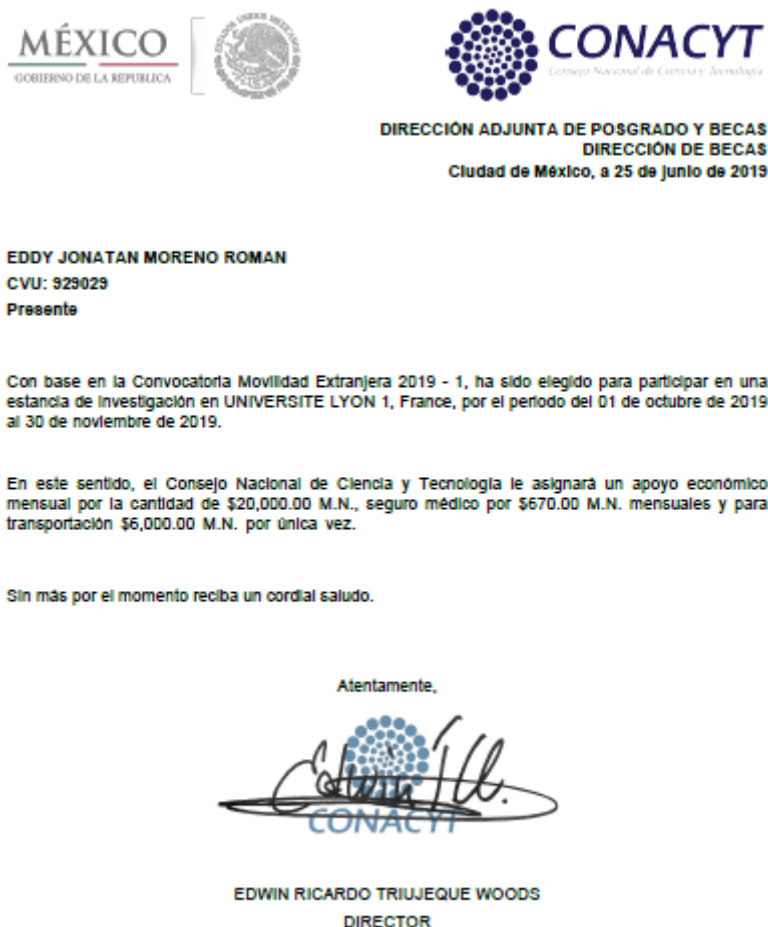 MÉXICO
GOBIERNO DE LA REPÚBLICA
ESTADOS UNIDOS MEXICANOS
CONACYT
Consejo Nacional de Ciencia y Tecnología
DIRECCIÓN ADJUNTA DE POSGRADO Y BECAS
DIRECCIÓN DE BECAS
Ciudad de México, a 25 de junio de 2019
EDDY JONATAN MORENO ROMAN
CVU: 929029
Presente
Con base en la Convocatoria Movilidad Extranjera 2019 - 1, ha sido elegido para participar en una
estancia de investigación en UNIVERSITE LYON 1, France, por el periodo del 01 de octubre de 2019
al 30 de noviembre de 2019.
En este sentido, el Consejo Nacional de Ciencia y Tecnología le asignará un apoyo económico
mensual por la cantidad de $20,000.00 M.N., seguro médico por $670.00 M.N. mensuales y para
transportación $6,000.00 M.N. por única vez.
Sin más por el momento reciba un cordial saludo.
Atentamente,
CONACYT
EDWIN RICARDO TRIUJEQUE WOODS
DIRECTOR